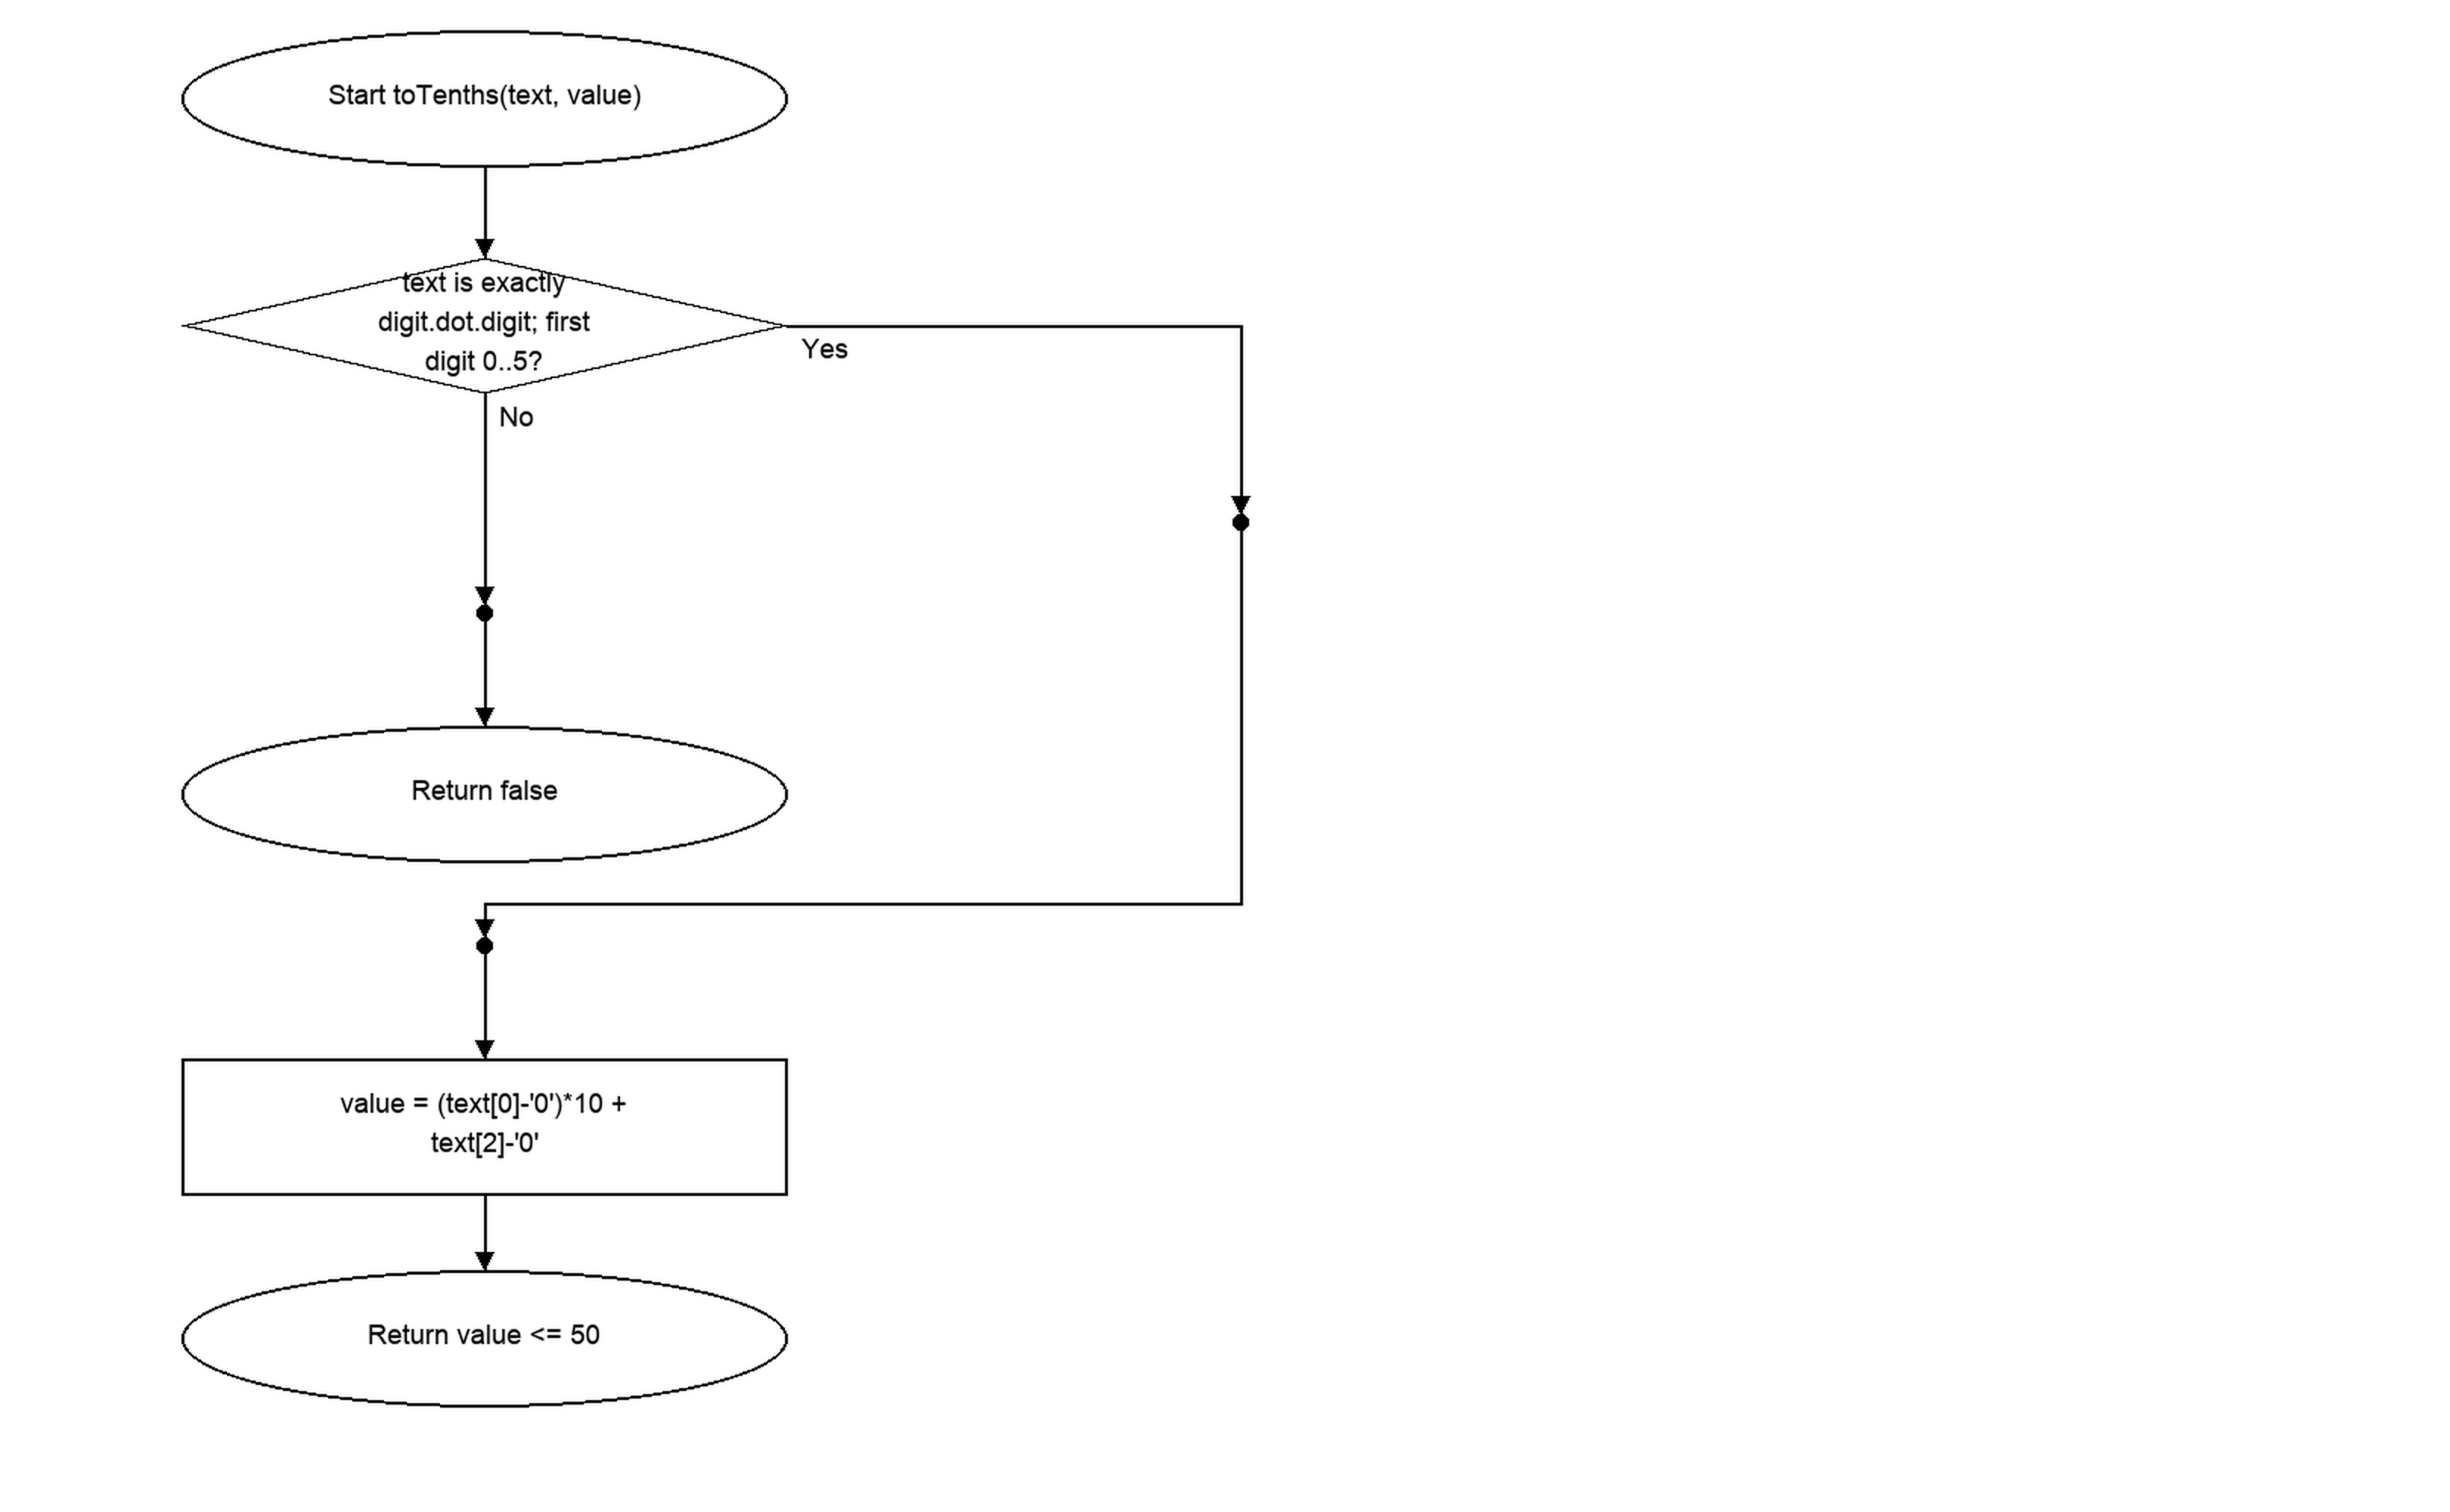 Start toTenths(text, value)
text is exactly
digit.dot.digit; first
digit 0..5?
Yes
No
Return false
value = (text[0]-'0')*10 +
text[2]-'0'
Return value <= 50